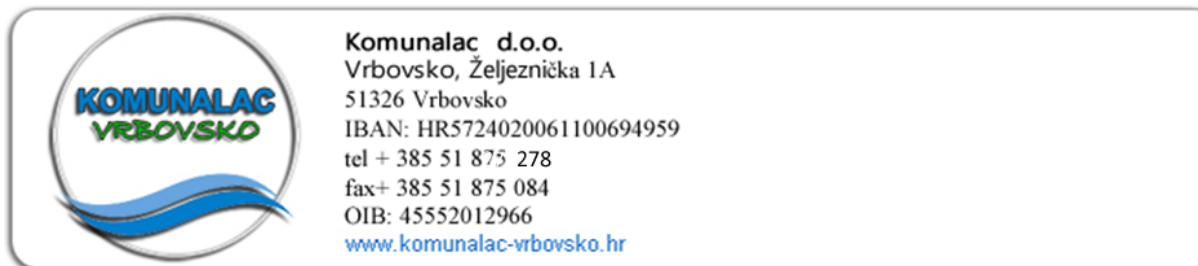 KOMUNALAC
VRBOVSKO
Komunalac d.o.o.
Vrbovsko, Željeznička 1A
51326 Vrbovsko
IBAN: HR5724020061100694959
tel + 385 51 875 278
fax+ 385 51 875 084
OIB: 45552012966
www.komunalac-vrbovsko.hr